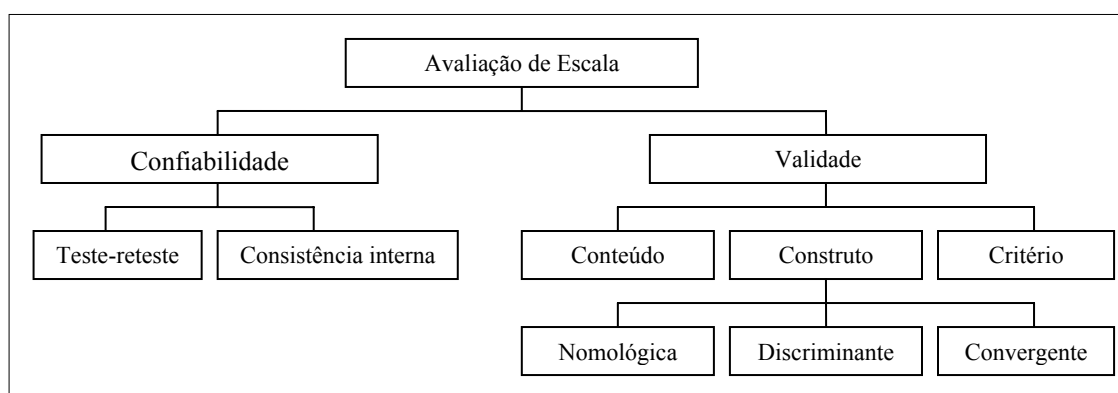 Avaliação de Escala
Confiabilidade
Validade
Teste-reteste
Consistência interna
Conteúdo
Construto
Critério
Nomológica
Discriminante
Convergente